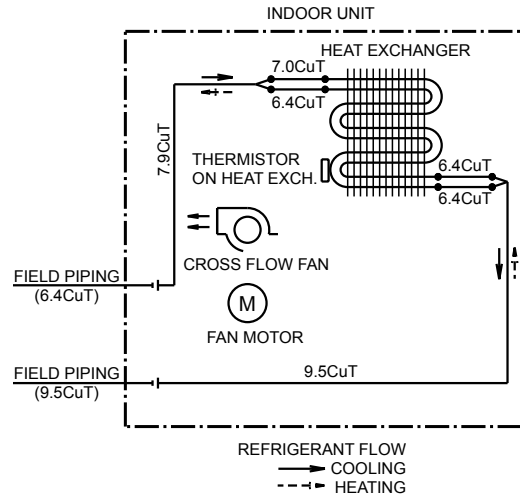 INDOOR UNIT
HEAT EXCHANGER
7.0CuT
6.4CuT
7.9CuT
THERMISTOR
ON HEAT EXCH.
6.4CuT
6.4CuT
CROSS FLOW FAN
FIELD PIPING
(6.4CuT)
M
FAN MOTOR
FIELD PIPING
(9.5CuT)
9.5CuT
REFRIGERANT FLOW
COOLING
HEATING